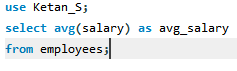 use Ketan_S;
select avg(salary) as avg_salary
from employees;